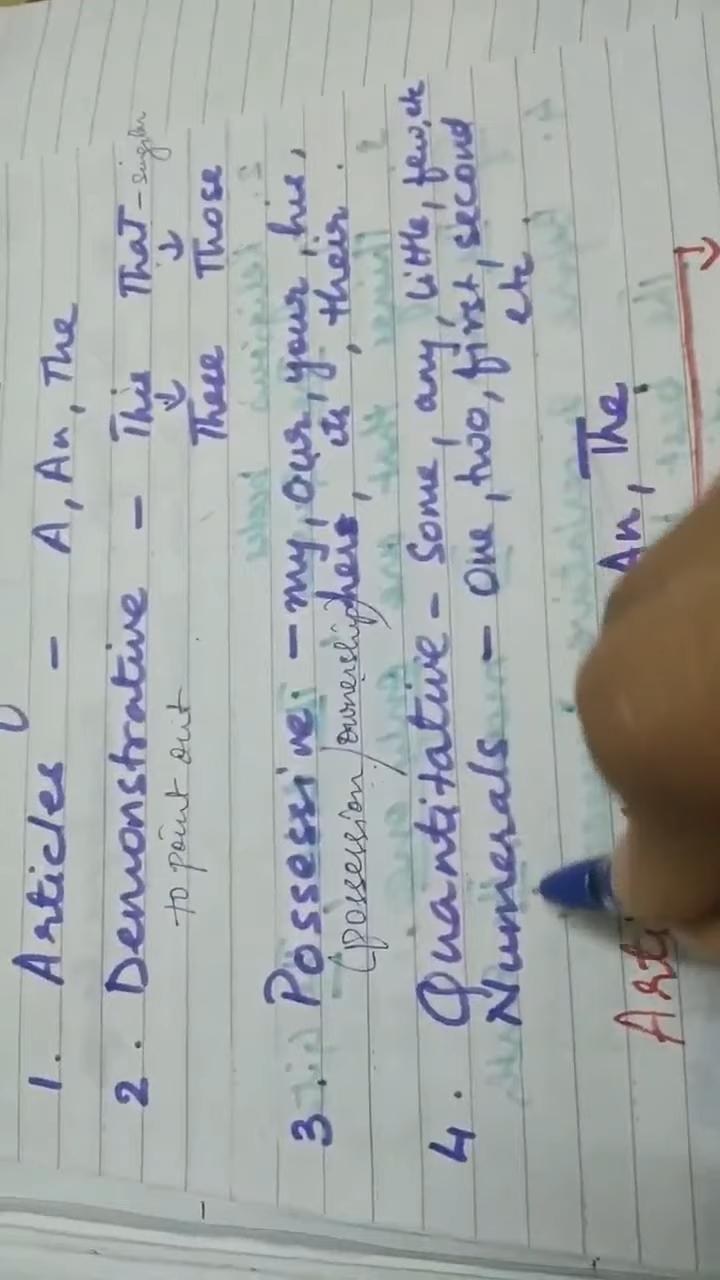 1. Articles - A, An, The
2. Demonstrative - This That - singular
to point out These Those
3. Possessive. - my, our, your, his,
(possession/ownership) hers, its, their.
4. Quantitative - Some, any, little, few, etc
Numerals - One, two, first, second
etc
An, The